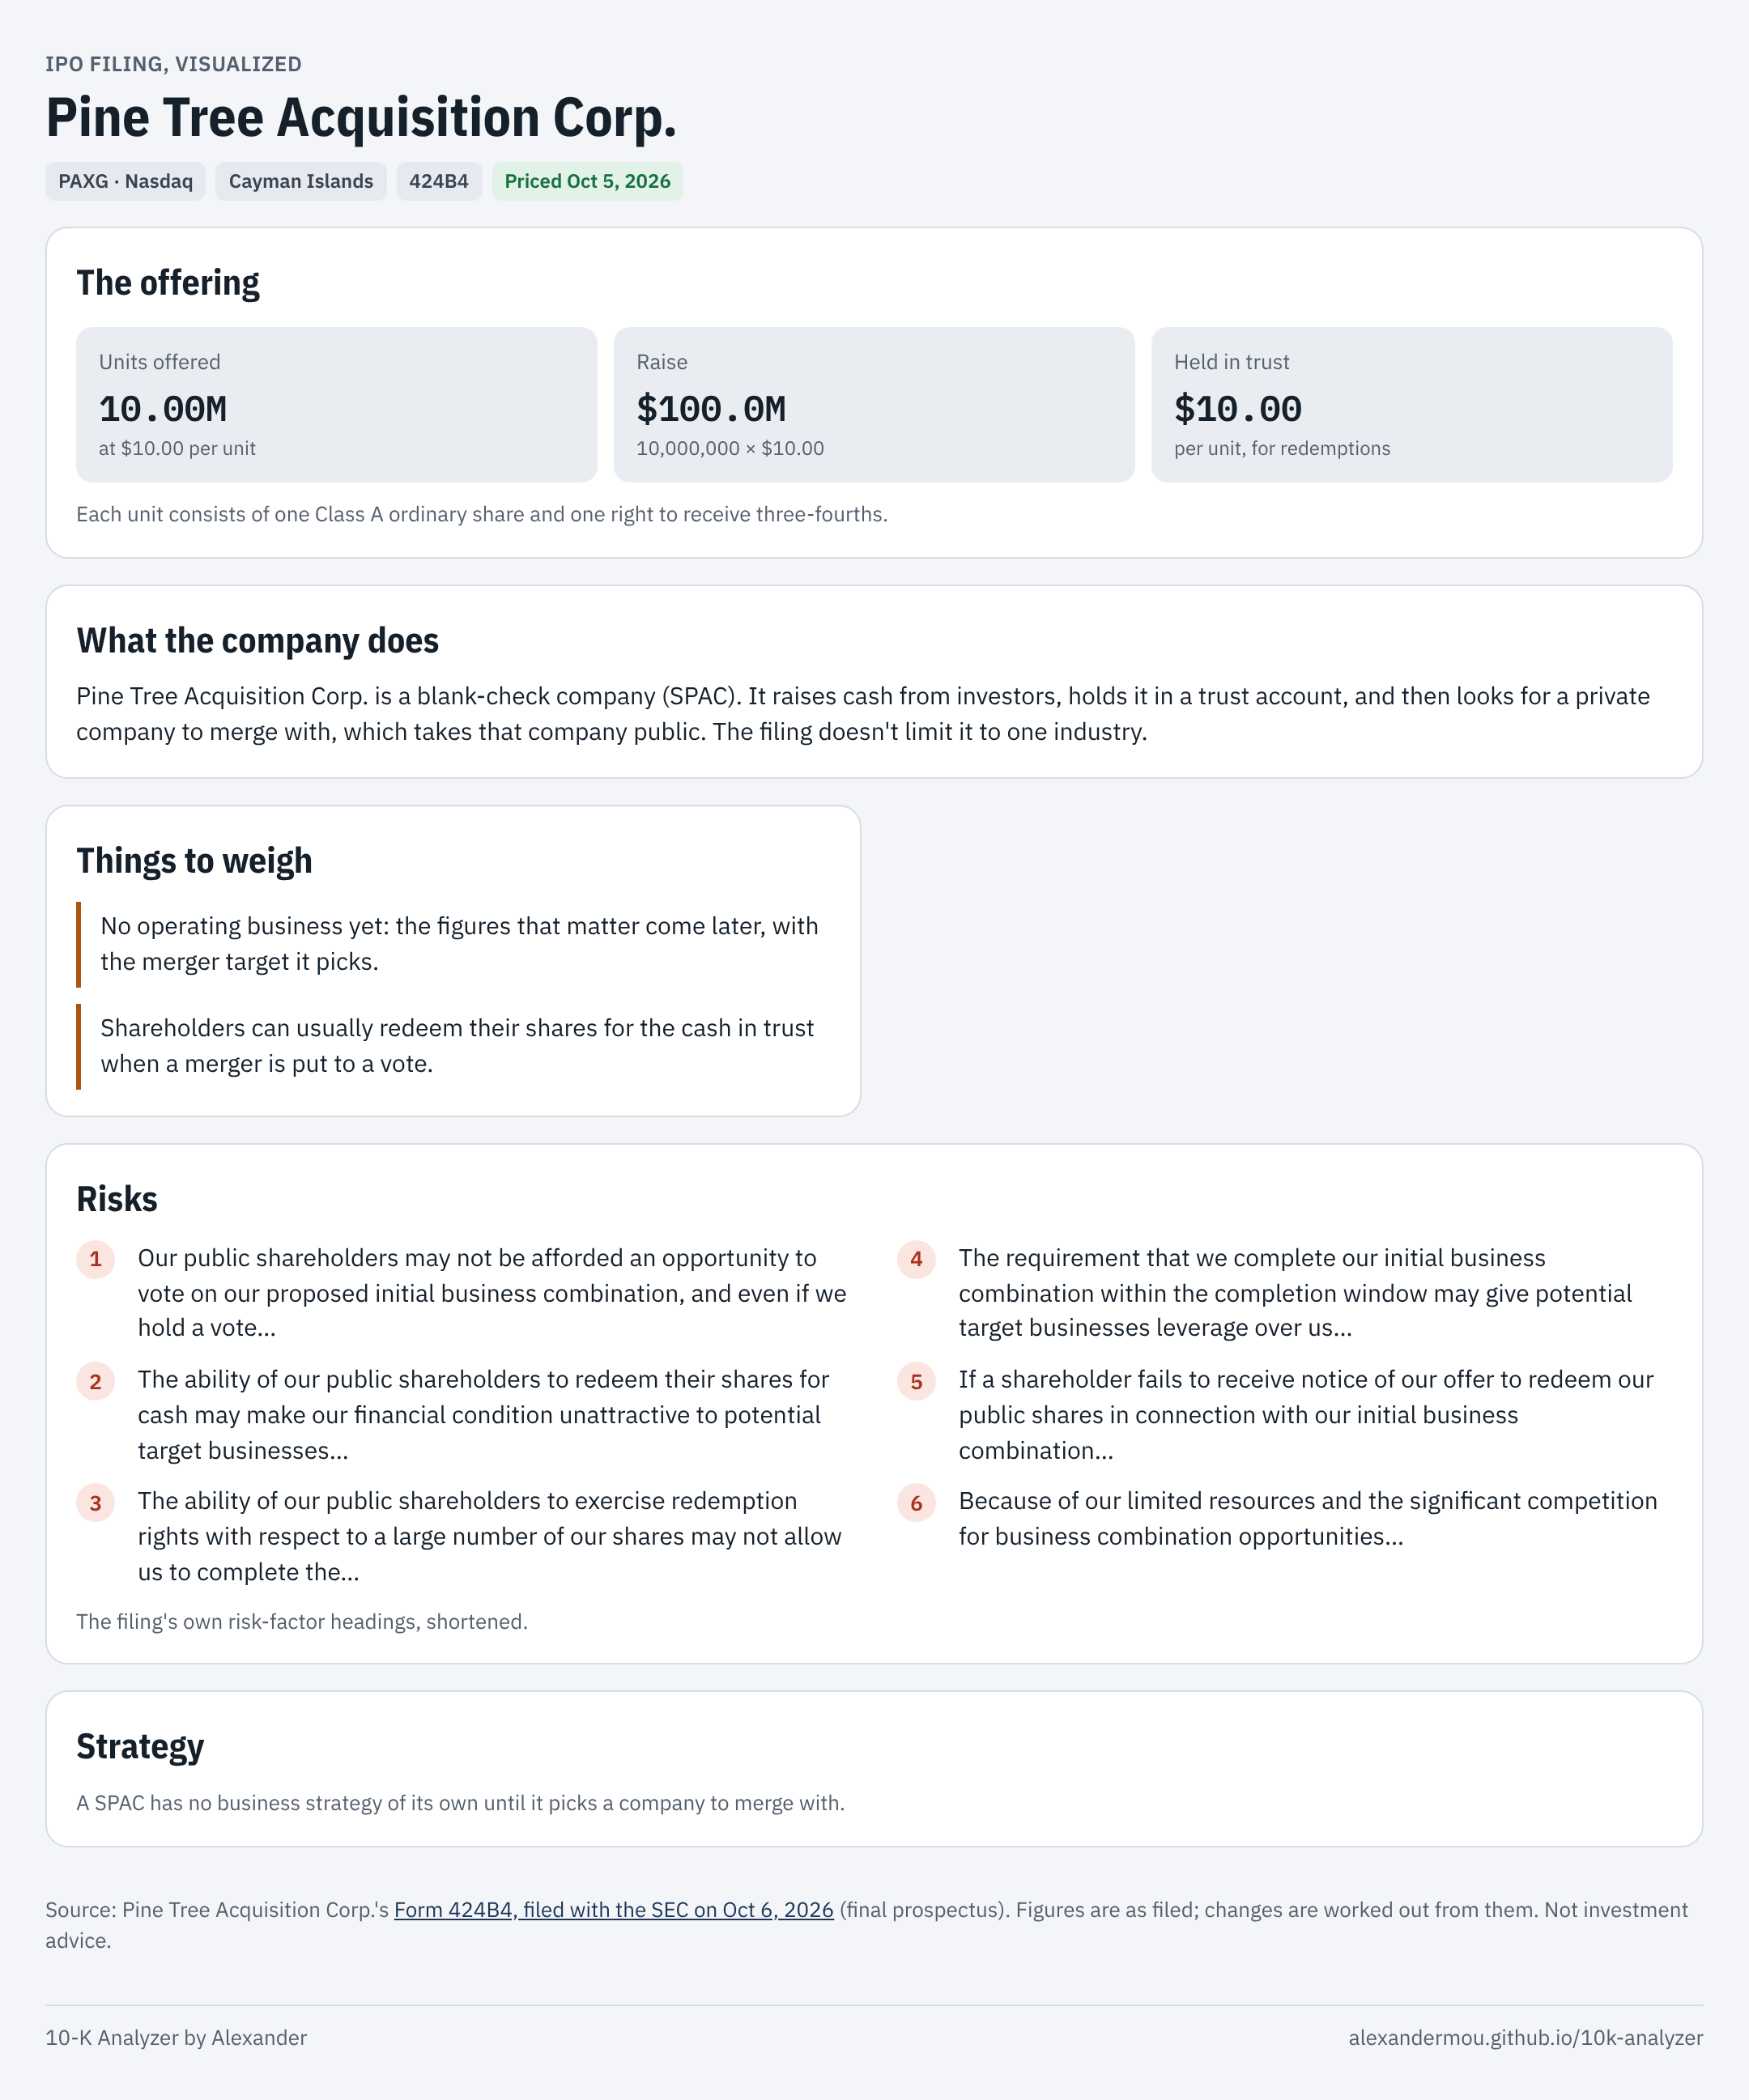 IPO FILING, VISUALIZED
Pine Tree Acquisition Corp.
PAXG · Nasdaq
Cayman Islands
424B4
Priced Oct 5, 2026
The offering
Units offered
10.00M
at $10.00 per unit
Raise
$100.0M
10,000,000 × $10.00
Held in trust
$10.00
per unit, for redemptions
Each unit consists of one Class A ordinary share and one right to receive three-fourths.
What the company does
Pine Tree Acquisition Corp. is a blank-check company (SPAC). It raises cash from investors, holds it in a trust account, and then looks for a private
company to merge with, which takes that company public. The filing doesn't limit it to one industry.
Things to weigh
No operating business yet: the figures that matter come later, with
the merger target it picks.
Shareholders can usually redeem their shares for the cash in trust
when a merger is put to a vote.
Risks
1
Our public shareholders may not be afforded an opportunity to
vote on our proposed initial business combination, and even if we
hold a vote…
2
The ability of our public shareholders to redeem their shares for
cash may make our financial condition unattractive to potential
target businesses…
3
The ability of our public shareholders to exercise redemption
rights with respect to a large number of our shares may not allow
us to complete the…
4
The requirement that we complete our initial business
combination within the completion window may give potential
target businesses leverage over us…
5
If a shareholder fails to receive notice of our offer to redeem our
public shares in connection with our initial business
combination…
6
Because of our limited resources and the significant competition
for business combination opportunities…
The filing's own risk-factor headings, shortened.
Strategy
A SPAC has no business strategy of its own until it picks a company to merge with.
Source: Pine Tree Acquisition Corp.'s Form 424B4, filed with the SEC on Oct 6, 2026 (final prospectus). Figures are as filed; changes are worked out from them. Not investment
advice.
10-K Analyzer by Alexander
alexandermou.github.io/10k-analyzer